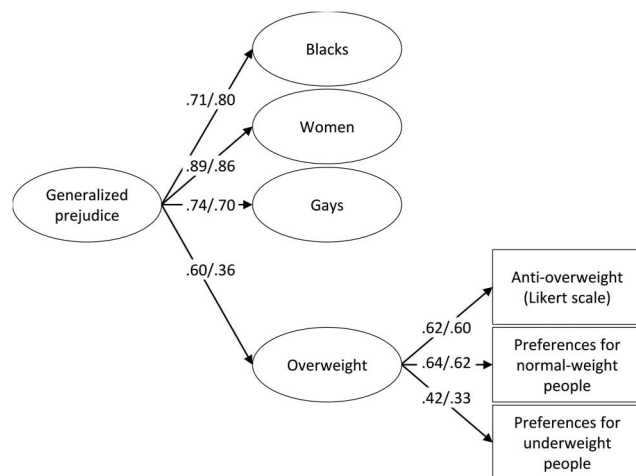 Blacks
.71/.80
Women
.89/.86
Generalized
prejudice
.74/.70
Gays
.60/.36
Anti-overweight
(Likert scale)
.62/.60
Overweight
.64/.62
Preferences for
normal-weight
people
.42/.33
Preferences for
underweight
people